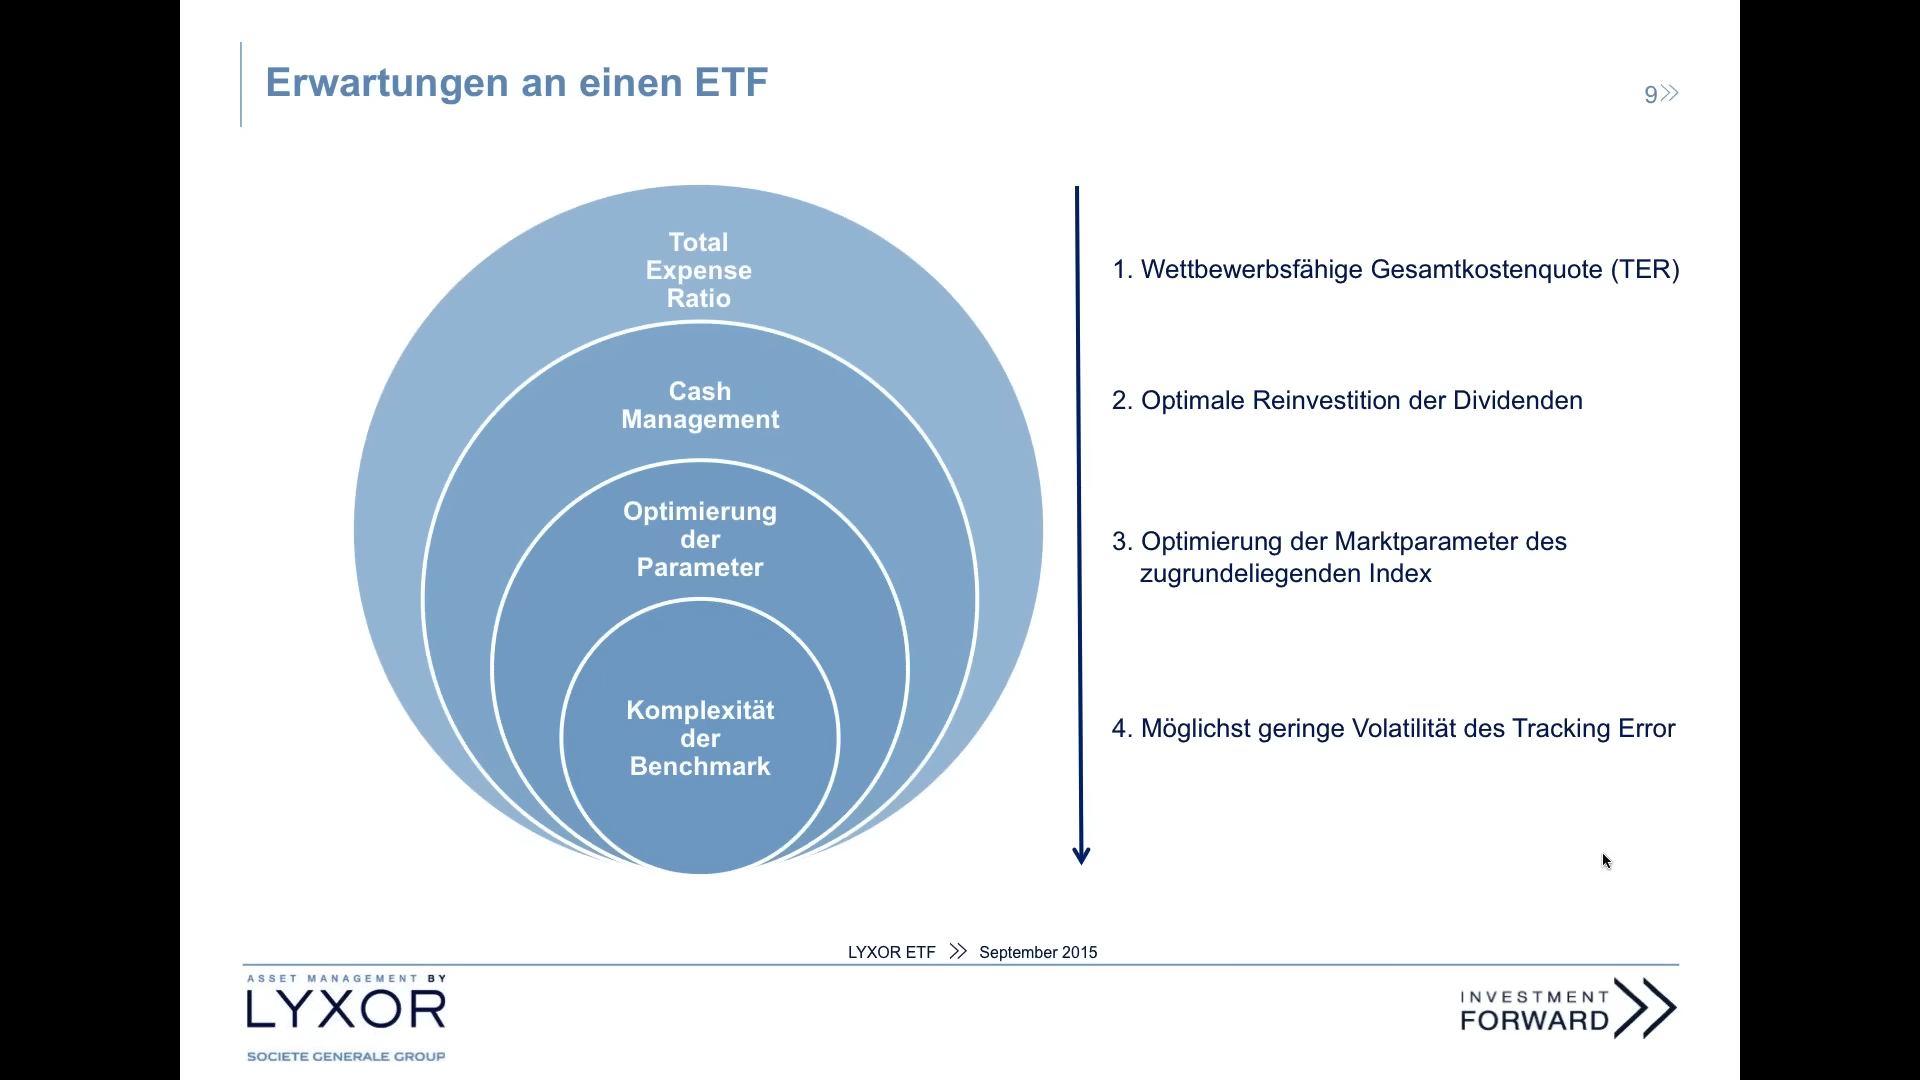 Erwartungen an einen ETF
9
Total
Expense
Ratio
Cash
Management
Optimierung
der
Parameter
Komplexität
der
Benchmark
1. Wettbewerbsfähige Gesamtkostenquote (TER)
2. Optimale Reinvestition der Dividenden
3. Optimierung der Marktparameter des
zugrundeliegenden Index
4. Möglichst geringe Volatilität des Tracking Error
LYXOR ETF September 2015
ASSET MANAGEMENT BY
LYXOR
SOCIETE GENERALE GROUP
INVESTMENT
FORWARD